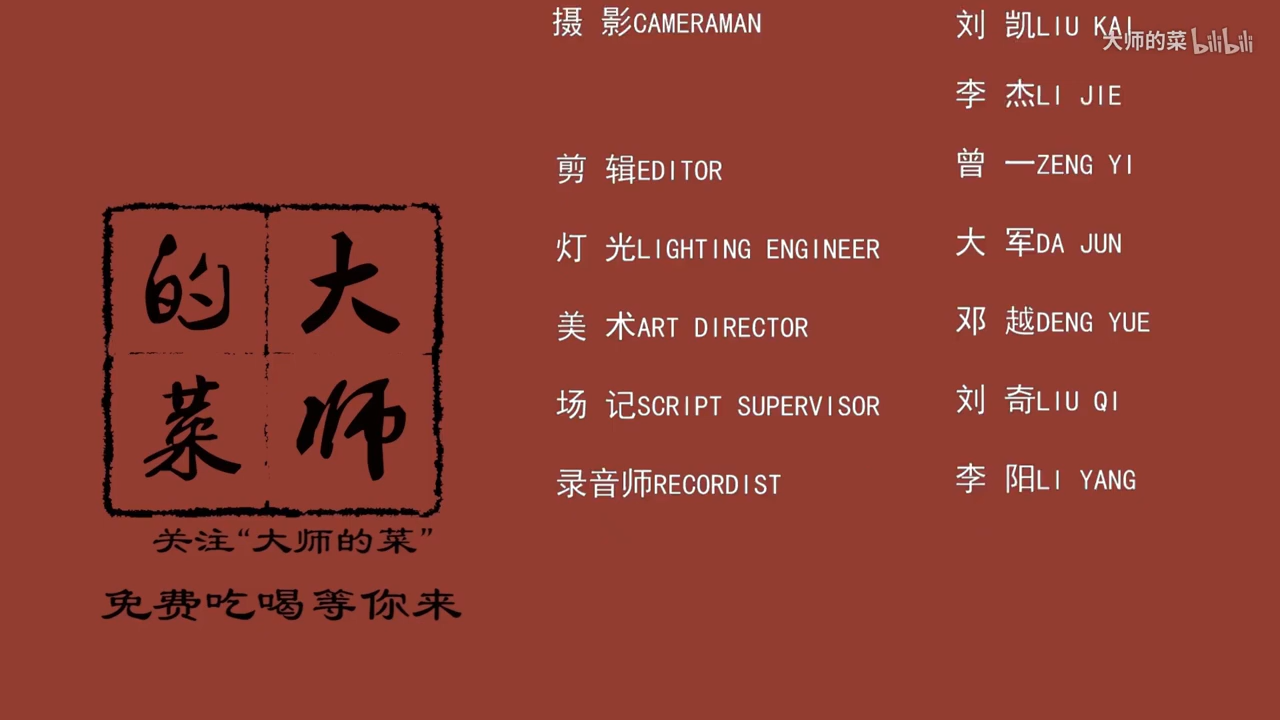 摄 影CAMERAMAN 刘 凯LIU KAI
大师的菜 bilibili
李 杰LI JIE
剪 辑EDITOR 曾 一ZENG YI
灯 光LIGHTING ENGINEER 大 军DA JUN
美 术ART DIRECTOR 邓 越DENG YUE
场 记SCRIPT SUPERVISOR 刘 奇LIU QI
录音师RECORDIST 李 阳LI YANG
大师
的菜
关注“大师的菜”
免费吃喝等你来